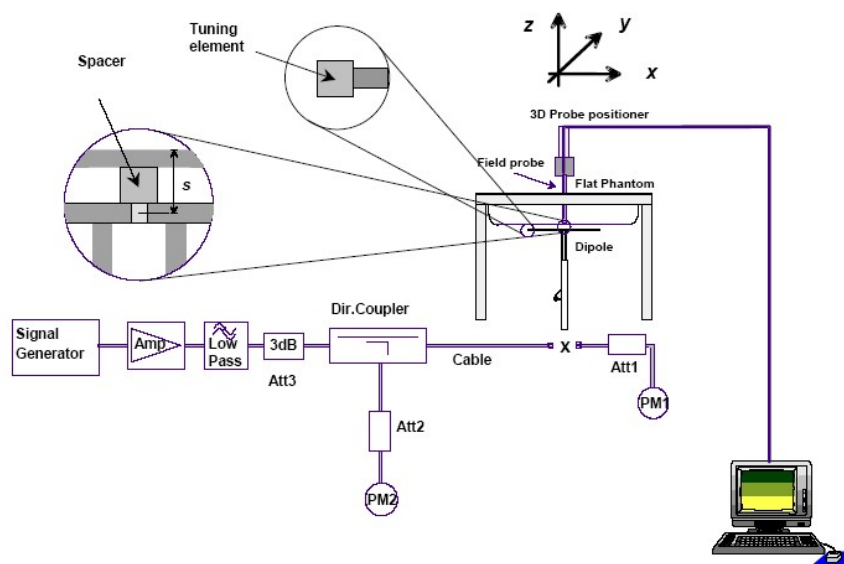 Tuning
element
z
y
x
Spacer
3D Probe positioner
s
Field probe
Flat Phantom
Dipole
Dir.Coupler
Signal
Generator
Amp
Low
Pass
3dB
Att3
Cable
x
Att1
PM1
Att2
PM2